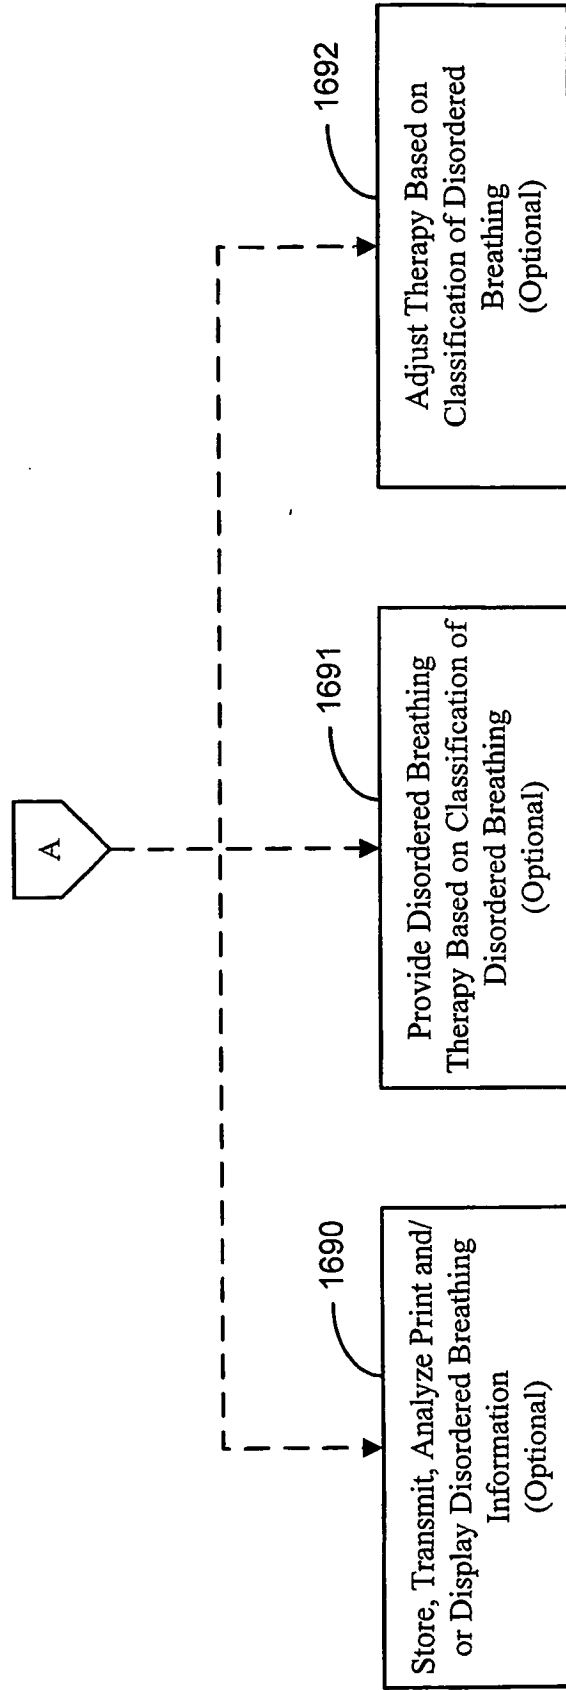 A
1690
Store, Transmit, Analyze Print and/
or Display Disordered Breathing
Information
(Optional)
1691
Provide Disordered Breathing
Therapy Based on Classification of
Disordered Breathing
(Optional)
1692
Adjust Therapy Based on
Classification of Disordered
Breathing
(Optional)